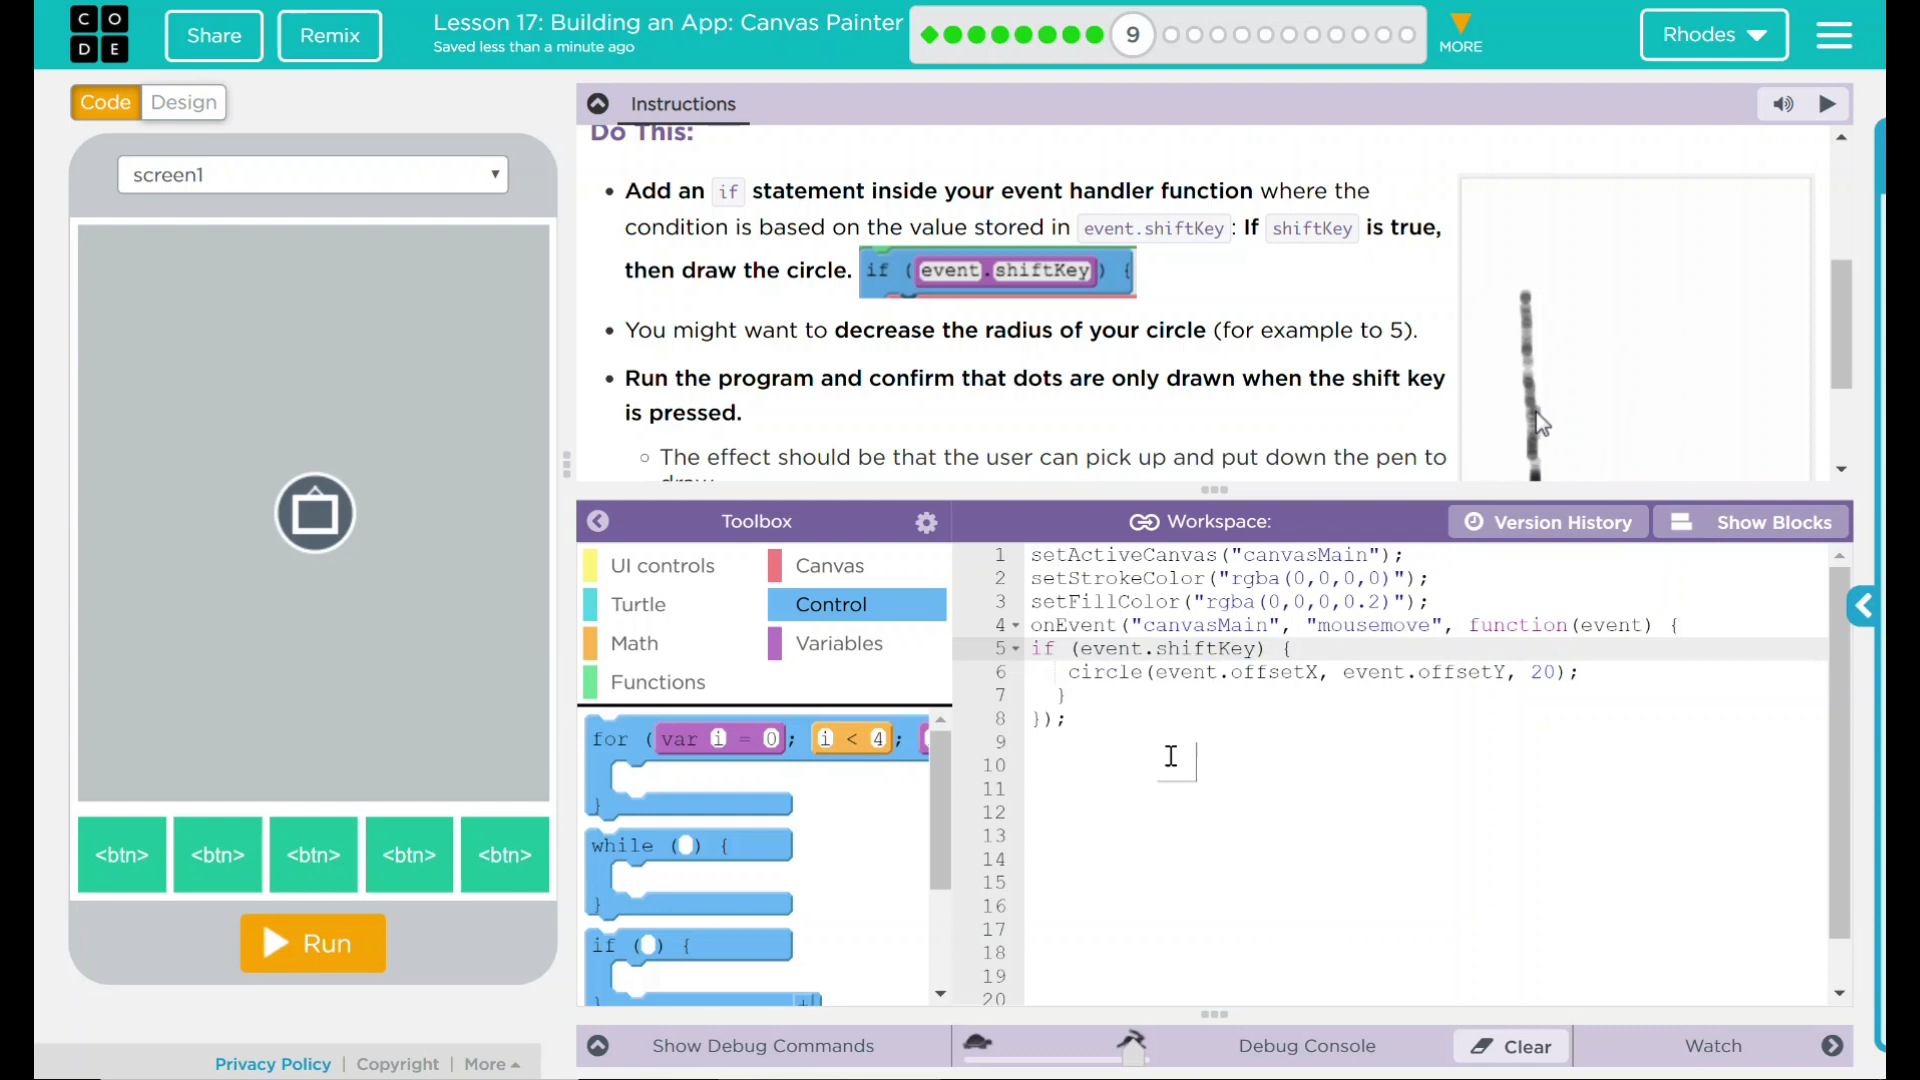 C O
D E
Share
Remix
Lesson 17: Building an App: Canvas Painter
Saved less than a minute ago
9
MORE
Rhodes
Code
Design
screen1
<btn>
<btn>
<btn>
<btn>
<btn>
Run
Privacy Policy | Copyright | More
Instructions
Do This:
Add an if statement inside your event handler function where the
condition is based on the value stored in event.shiftKey: If shiftKey is true,
then draw the circle. if (event.shiftKey) {
You might want to decrease the radius of your circle (for example to 5).
Run the program and confirm that dots are only drawn when the shift key
is pressed.
The effect should be that the user can pick up and put down the pen to
Toolbox
UI controls
Canvas
Turtle
Control
Math
Variables
Functions
for (var i = 0; i < 4;
}
while () {
}
if () {
}
Workspace:
Version History
Show Blocks
1 setActiveCanvas("canvasMain");
2 setStrokeColor("rgba(0,0,0,0)");
3 setFillColor("rgba(0,0,0,0.2)");
4 onEvent("canvasMain", "mousemove", function(event) {
5 if (event.shiftKey) {
6 circle(event.offsetX, event.offsetY, 20);
7 }
8 });
9
10
11
12
13
14
15
16
17
18
19
20
Show Debug Commands
Debug Console
Clear
Watch